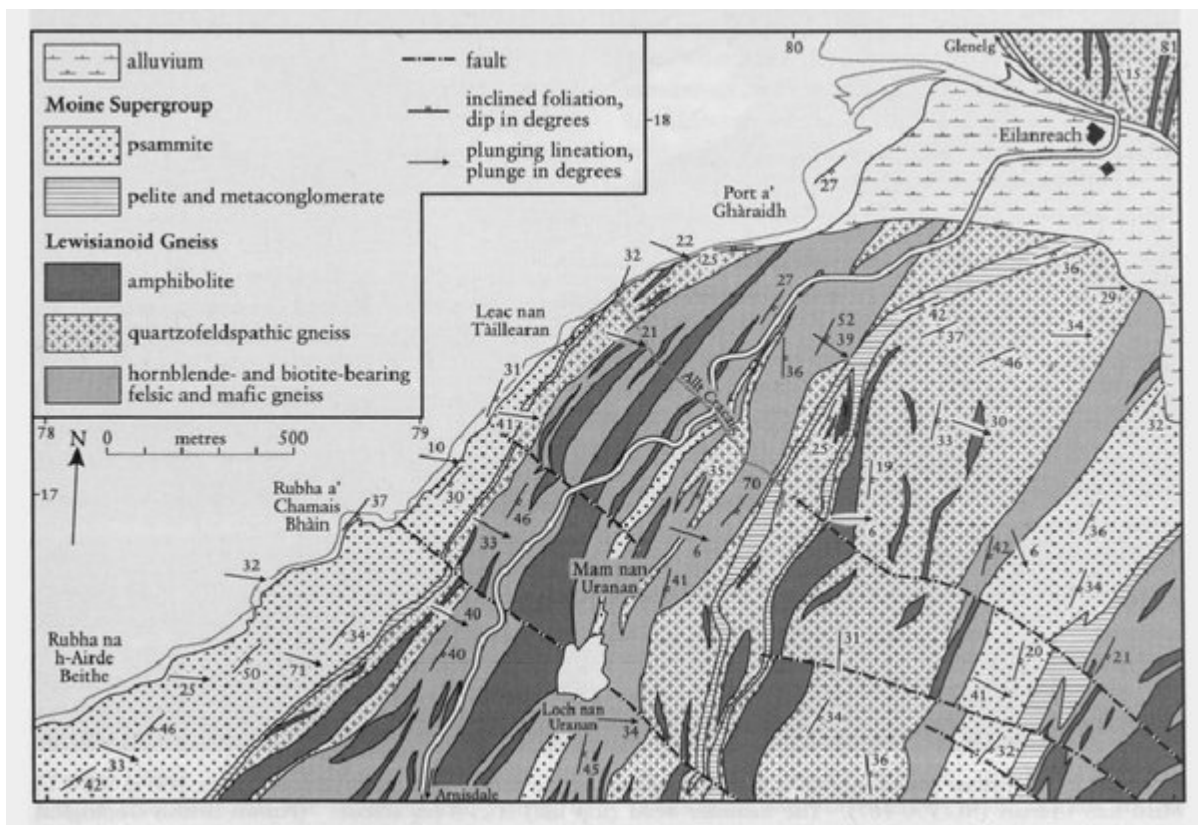 alluvium
Moine Supergroup
psammite
pelite and metaconglomerate
Lewisianoid Gneiss
amphibolite
quartzofeldspathic gneiss
hornblende- and biotite-bearing
felsic and mafic gneiss
fault
inclined foliation,
dip in degrees
plunging lineation,
plunge in degrees
78
79
80
81
18
17
N
0 metres 500
Glenelg
15
Eilanreach
27
Port a'
Ghàraidh
22
25
32
36
29
Leac nan
Tàillearan
21
27
52
39
42
37
34
46
36
31
Allt
41
10
30
25
30
33
32
Rubha a'
Chamais
Bhàin
37
35
70
19
46
33
6
6
42
6
36
32
Mam nan
Uranan
41
34
40
Rubha na
h-Airde
Beithe
34
40
31
20
21
50
71
25
41
Loch nan
Uranan
34
34
46
33
42
45
36
32
Arnisdale